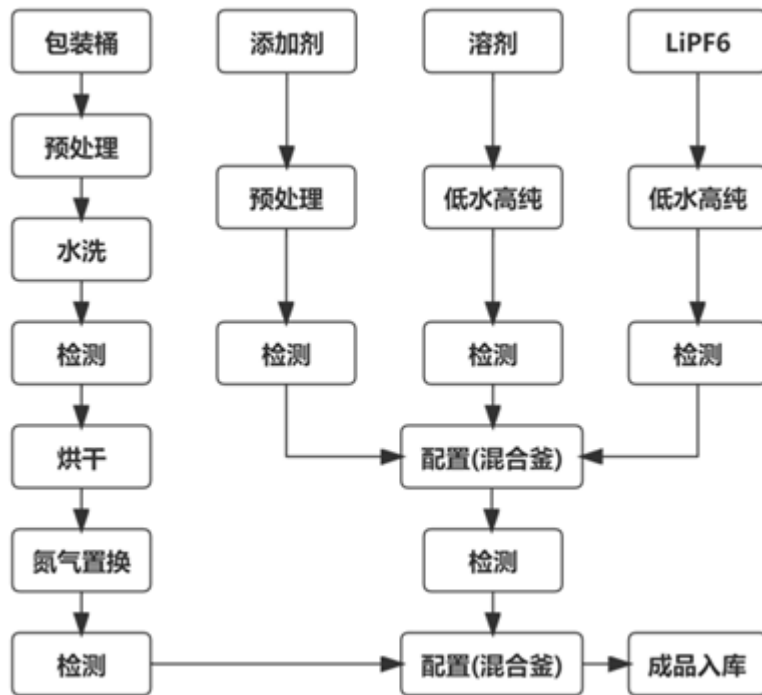 包装桶
添加剂
溶剂
LiPF6
预处理
预处理
低水高纯
低水高纯
水洗
检测
检测
检测
检测
烘干
配置(混合釜)
氮气置换
检测
检测
配置(混合釜)
成品入库